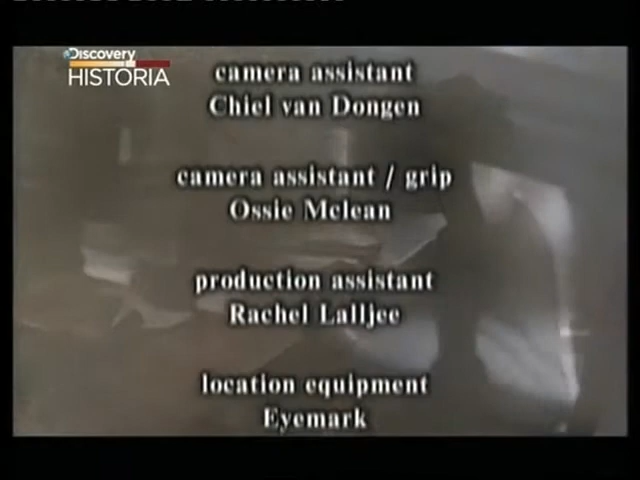 Discovery
HISTORIA
camera assistant
Chiel van Dongen
camera assistant / grip
Ossie Mclean
production assistant
Rachel Lalljee
location equipment
Eyemark